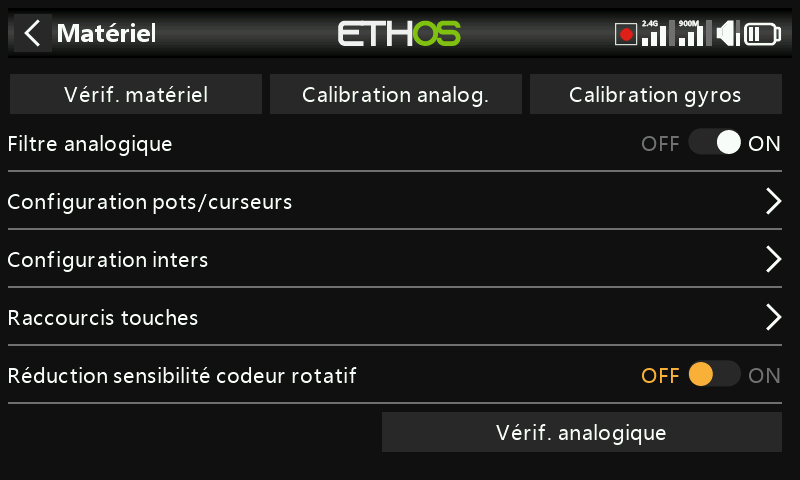 Matériel
ETHOS
2.4G 900M
Vérif. matériel
Calibration analog.
Calibration gyros
Filtre analogique OFF ON
Configuration pots/curseurs
Configuration inters
Raccourcis touches
Réduction sensibilité codeur rotatif OFF ON
Vérif. analogique